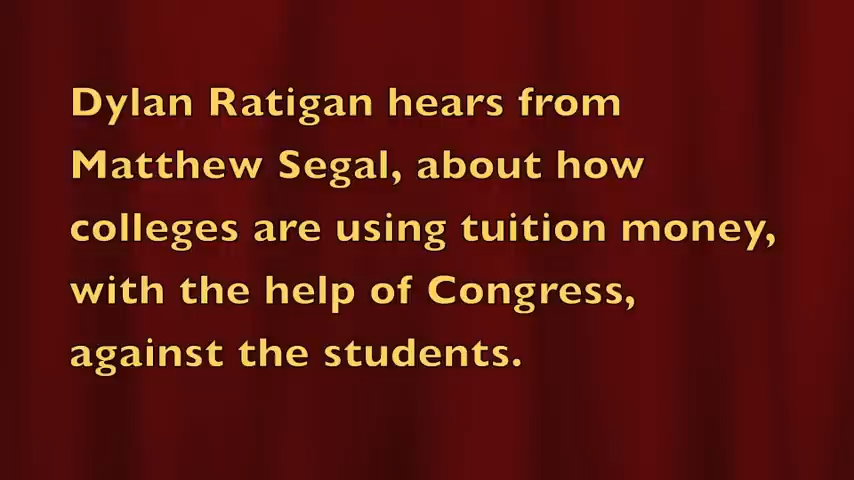 Dylan Ratigan hears from
Matthew Segal, about how
colleges are using tuition money,
with the help of Congress,
against the students.